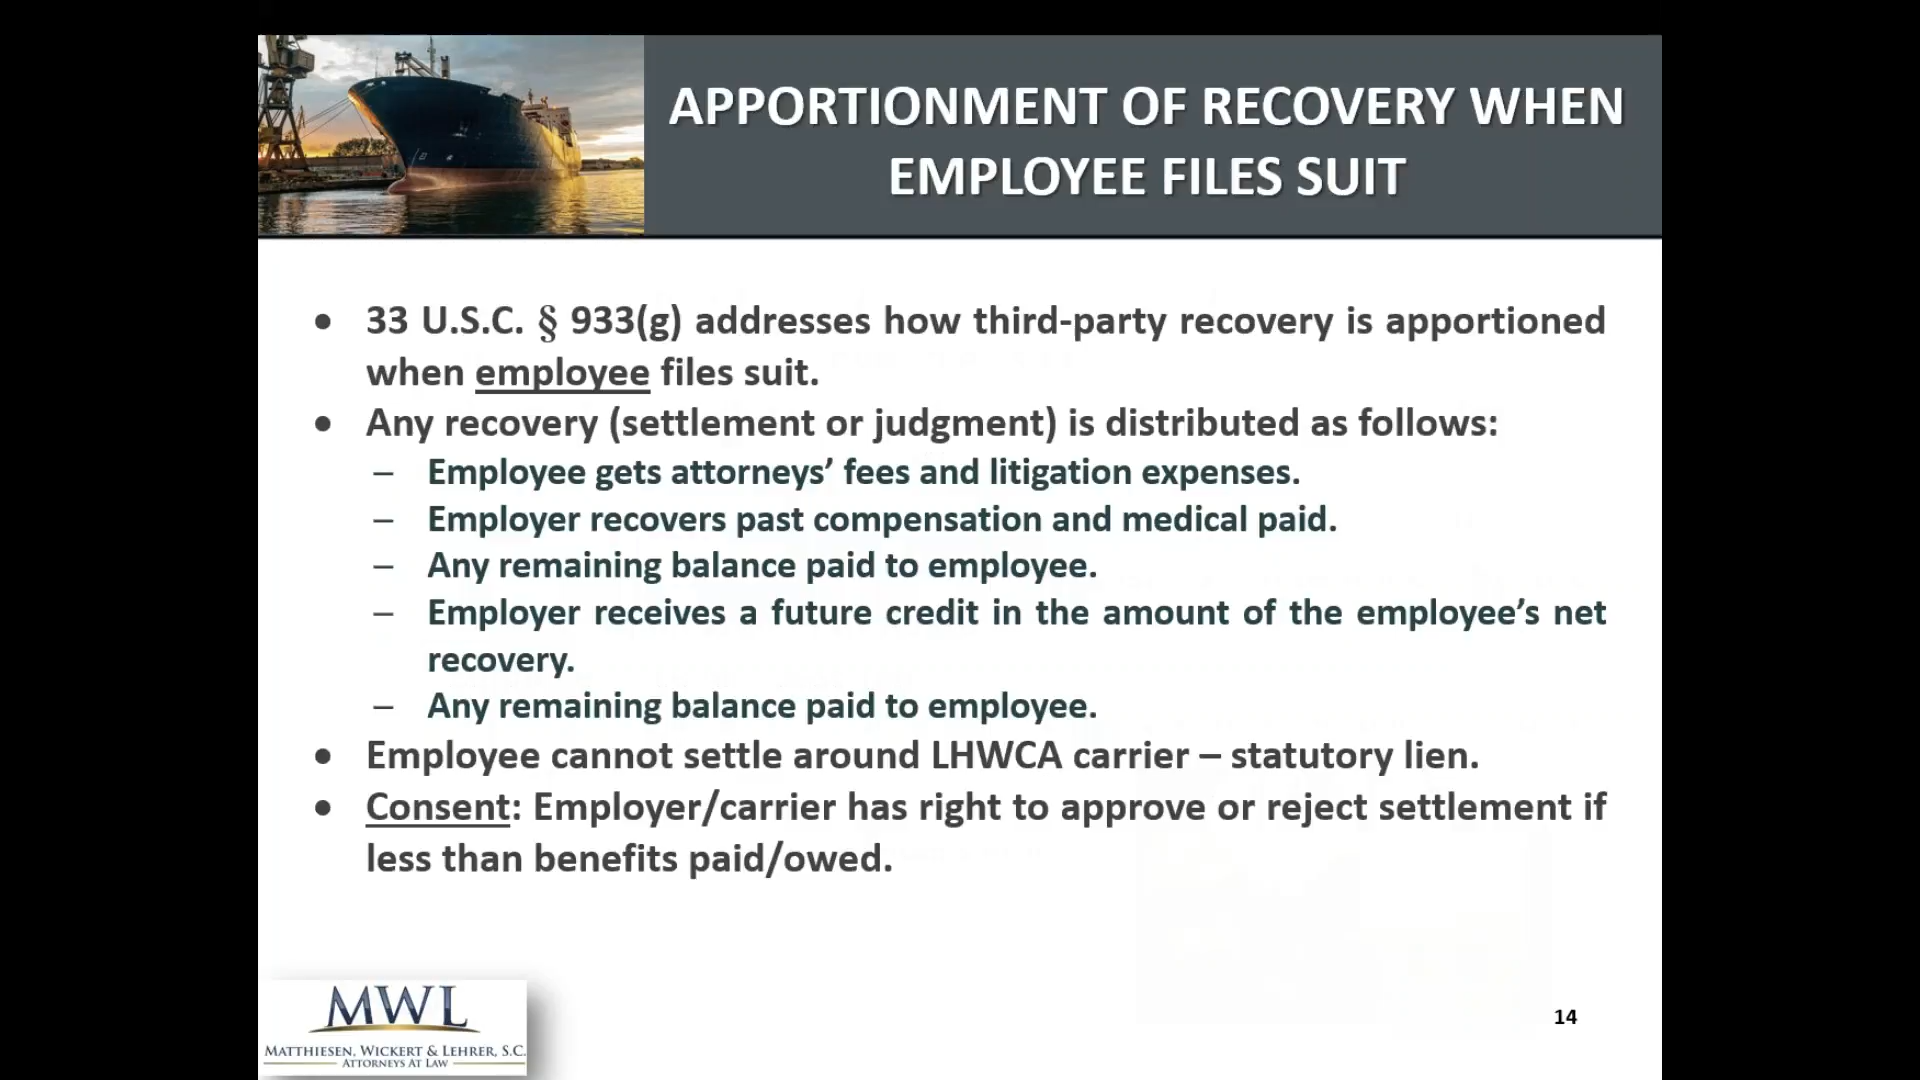 APPORTIONMENT OF RECOVERY WHEN
EMPLOYEE FILES SUIT
• 33 U.S.C. § 933(g) addresses how third-party recovery is apportioned
when employee files suit.
• Any recovery (settlement or judgment) is distributed as follows:
– Employee gets attorneys’ fees and litigation expenses.
– Employer recovers past compensation and medical paid.
– Any remaining balance paid to employee.
– Employer receives a future credit in the amount of the employee’s net
recovery.
– Any remaining balance paid to employee.
• Employee cannot settle around LHWCA carrier – statutory lien.
• Consent: Employer/carrier has right to approve or reject settlement if
less than benefits paid/owed.
MWL
MATTHIESEN, WICKERT & LEHRER, S.C.
ATTORNEYS AT LAW
14